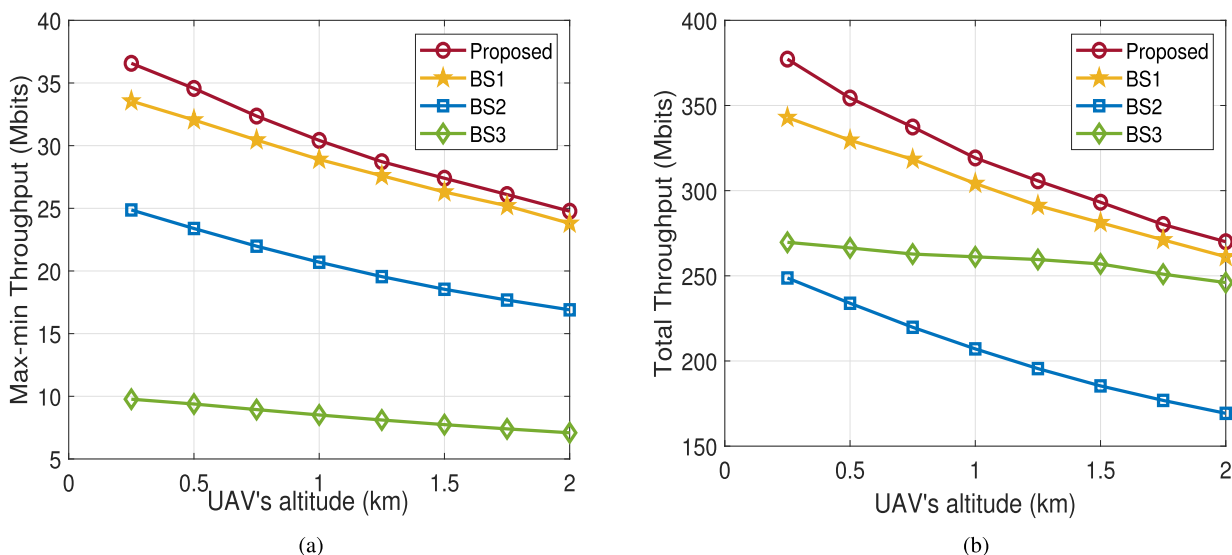 40
35
30
25
20
15
10
5
0
0.5
1
1.5
2
Max-min Throughput (Mbits)
UAV's altitude (km)
Proposed
BS1
BS2
BS3
(a)
400
350
300
250
200
150
0
0.5
1
1.5
2
Total Throughput (Mbits)
UAV's altitude (km)
Proposed
BS1
BS2
BS3
(b)